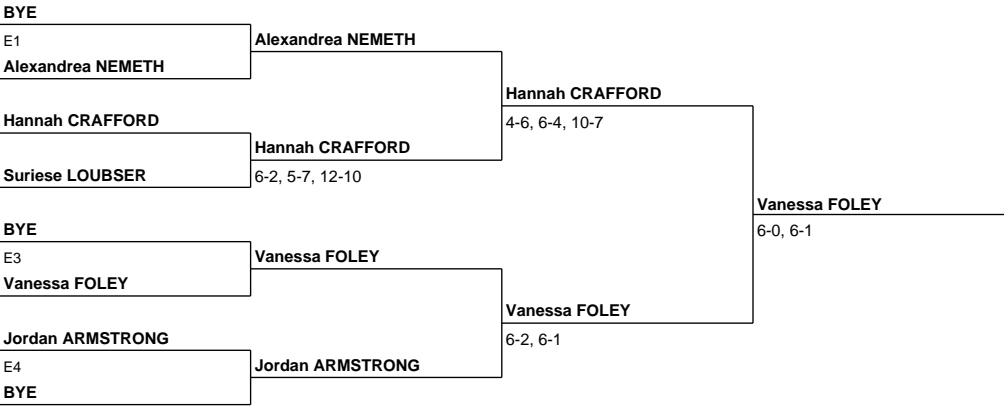 BYE
E1
Alexandrea NEMETH
Hannah CRAFFORD
Suriese LOUBSER
BYE
E3
Vanessa FOLEY
Jordan ARMSTRONG
E4
BYE
Alexandrea NEMETH
Hannah CRAFFORD
6-2, 5-7, 12-10
Vanessa FOLEY
Jordan ARMSTRONG
Hannah CRAFFORD
4-6, 6-4, 10-7
Vanessa FOLEY
6-2, 6-1
Vanessa FOLEY
6-0, 6-1